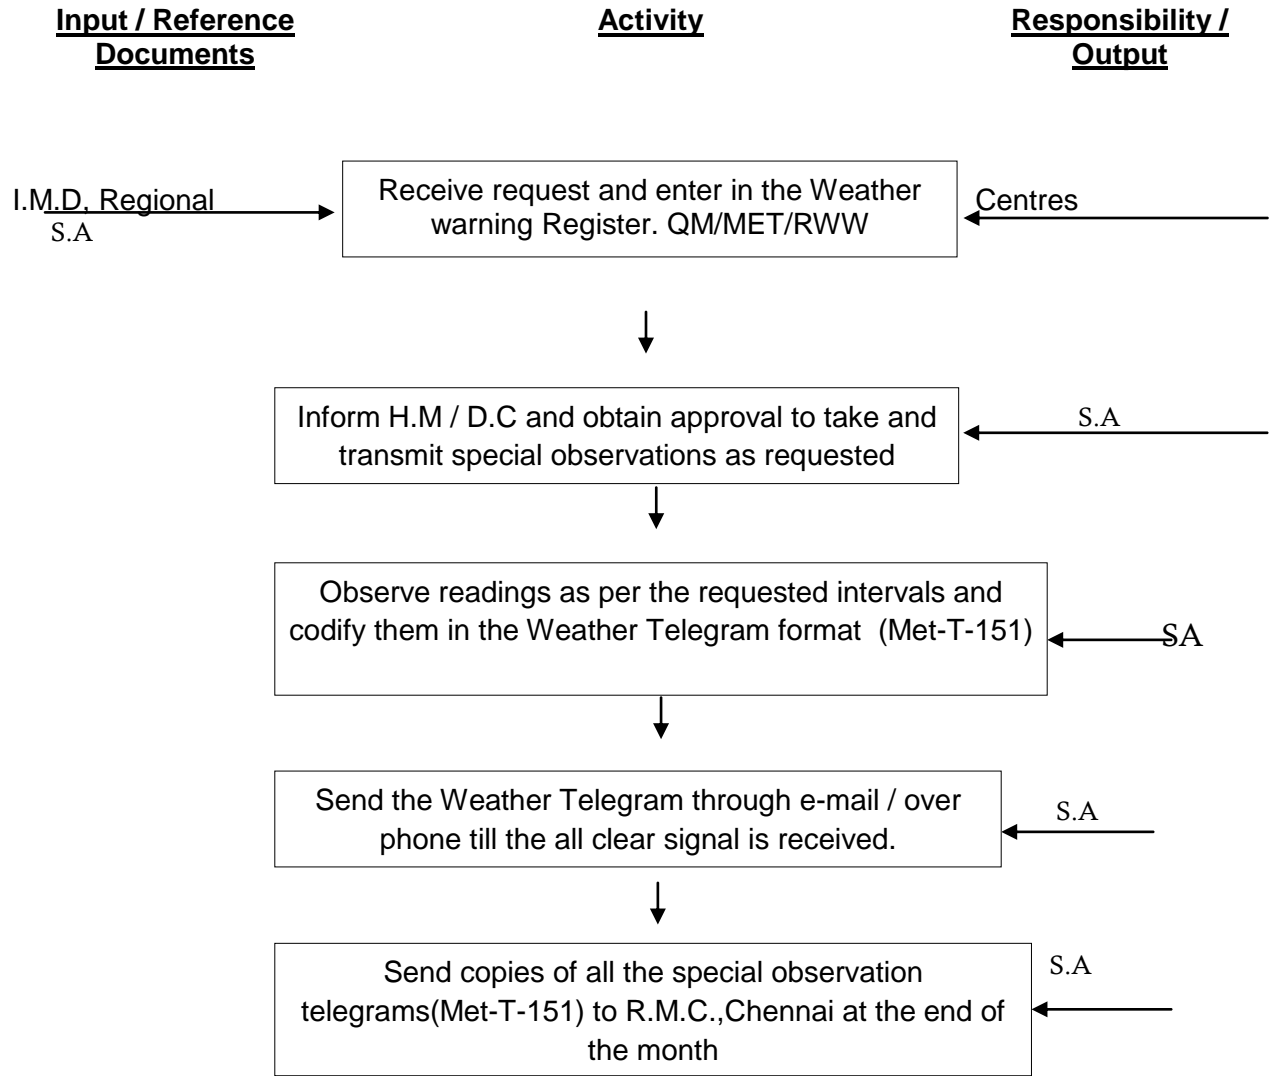 Input / Reference
Documents
Activity
Responsibility /
Output
I.M.D, Regional
S.A
Receive request and enter in the Weather
warning Register. QM/MET/RWW
Centres
Inform H.M / D.C and obtain approval to take and
transmit special observations as requested
S.A
Observe readings as per the requested intervals and
codify them in the Weather Telegram format (Met-T-151)
SA
Send the Weather Telegram through e-mail / over
phone till the all clear signal is received.
S.A
Send copies of all the special observation
telegrams(Met-T-151) to R.M.C.,Chennai at the end of
the month
S.A